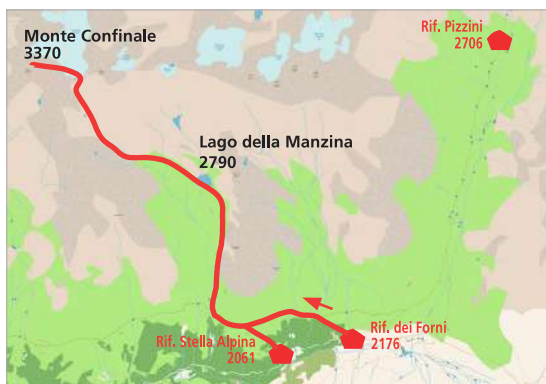 Monte Confinale
3370
Rif. Pizzini
2706
Lago della Manzina
2790
Rif. Stella Alpina
2061
Rif. dei Forni
2176